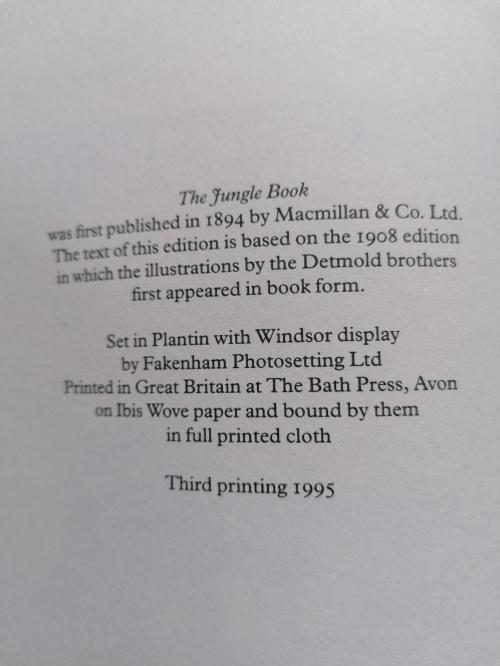 The Jungle Book
was first published in 1894 by Macmillan & Co. Ltd.
The text of this edition is based on the 1908 edition
in which the illustrations by the Detmold brothers
first appeared in book form.
Set in Plantin with Windsor display
by Fakenham Photosetting Ltd
Printed in Great Britain at The Bath Press, Avon
on Ibis Wove paper and bound by them
in full printed cloth
Third printing 1995